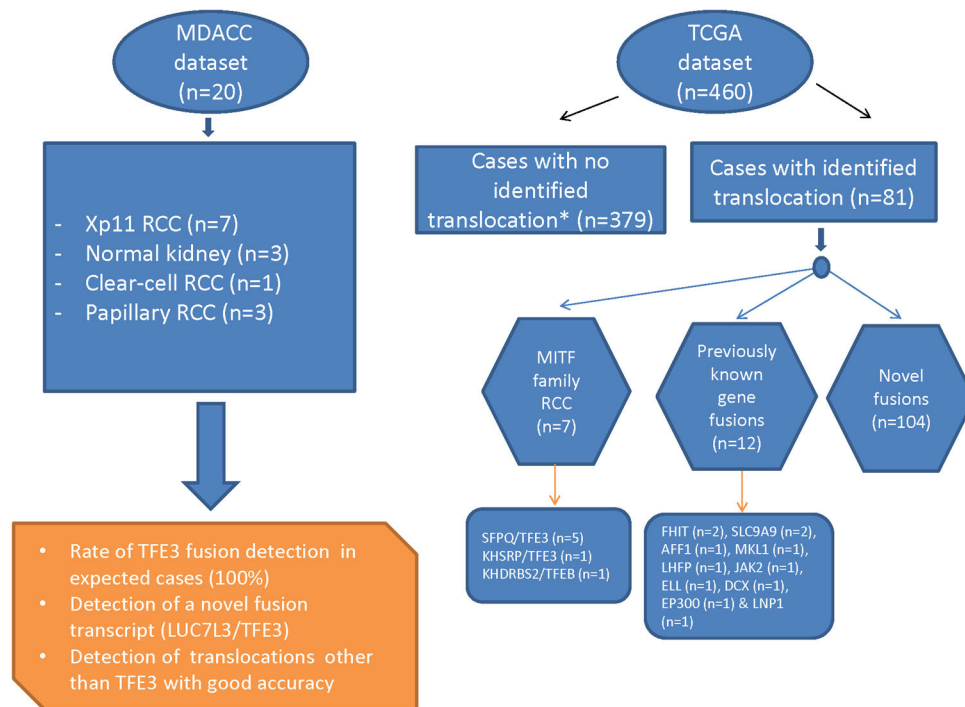 MDACC
dataset
(n=20)
- Xp11 RCC (n=7)
- Normal kidney (n=3)
- Clear-cell RCC (n=1)
- Papillary RCC (n=3)
• Rate of TFE3 fusion detection in
expected cases (100%)
• Detection of a novel fusion
transcript (LUC7L3/TFE3)
• Detection of translocations other
than TFE3 with good accuracy
TCGA
dataset
(n=460)
Cases with no
identified
translocation* (n=379)
Cases with identified
translocation (n=81)
MITF
family
RCC
(n=7)
Previously
known
gene
fusions
(n=12)
Novel
fusions
(n=104)
SFPQ/TFE3 (n=5)
KHSRP/TFE3 (n=1)
KHDRBS2/TFEB (n=1)
FHIT (n=2), SLC9A9 (n=2),
AFF1 (n=1), MKL1 (n=1),
LHFP (n=1), JAK2 (n=1),
ELL (n=1), DCX (n=1),
EP300 (n=1) & LNP1
(n=1)